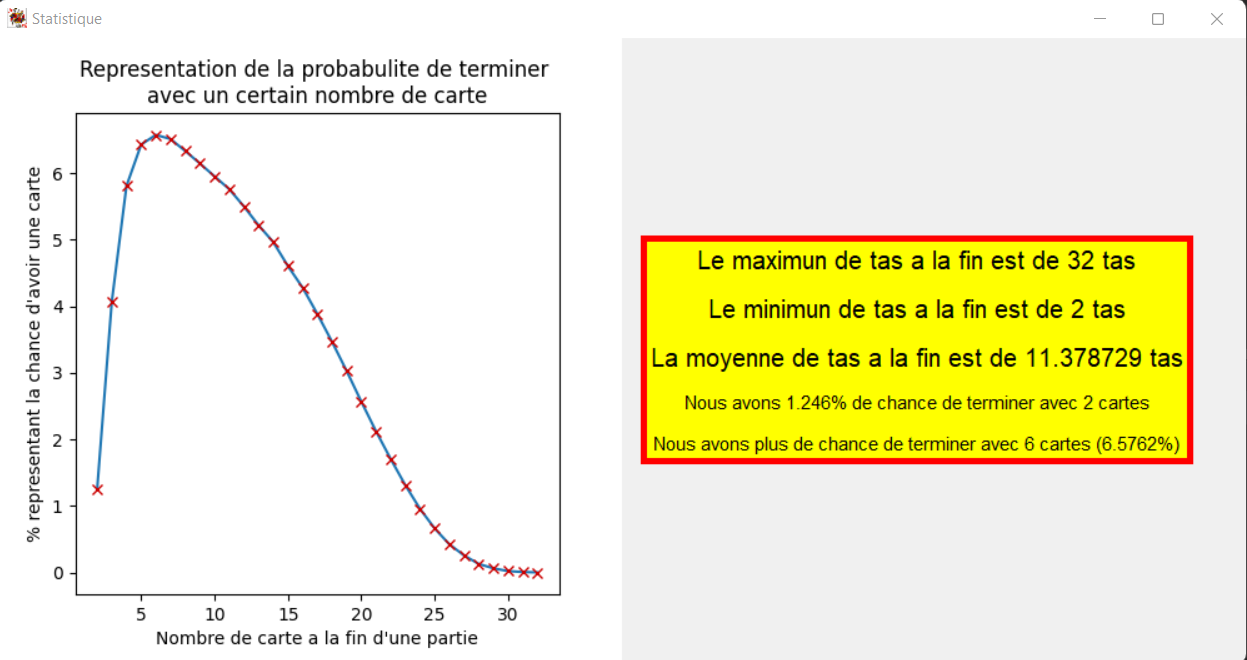 Statistique
Representation de la probabulite de terminer
avec un certain nombre de carte
% representant la chance d'avoir une carte
6
5
4
3
2
1
0
5 10 15 20 25 30
Nombre de carte a la fin d'une partie
Le maximun de tas a la fin est de 32 tas
Le minimun de tas a la fin est de 2 tas
La moyenne de tas a la fin est de 11.378729 tas
Nous avons 1.246% de chance de terminer avec 2 cartes
Nous avons plus de chance de terminer avec 6 cartes (6.5762%)